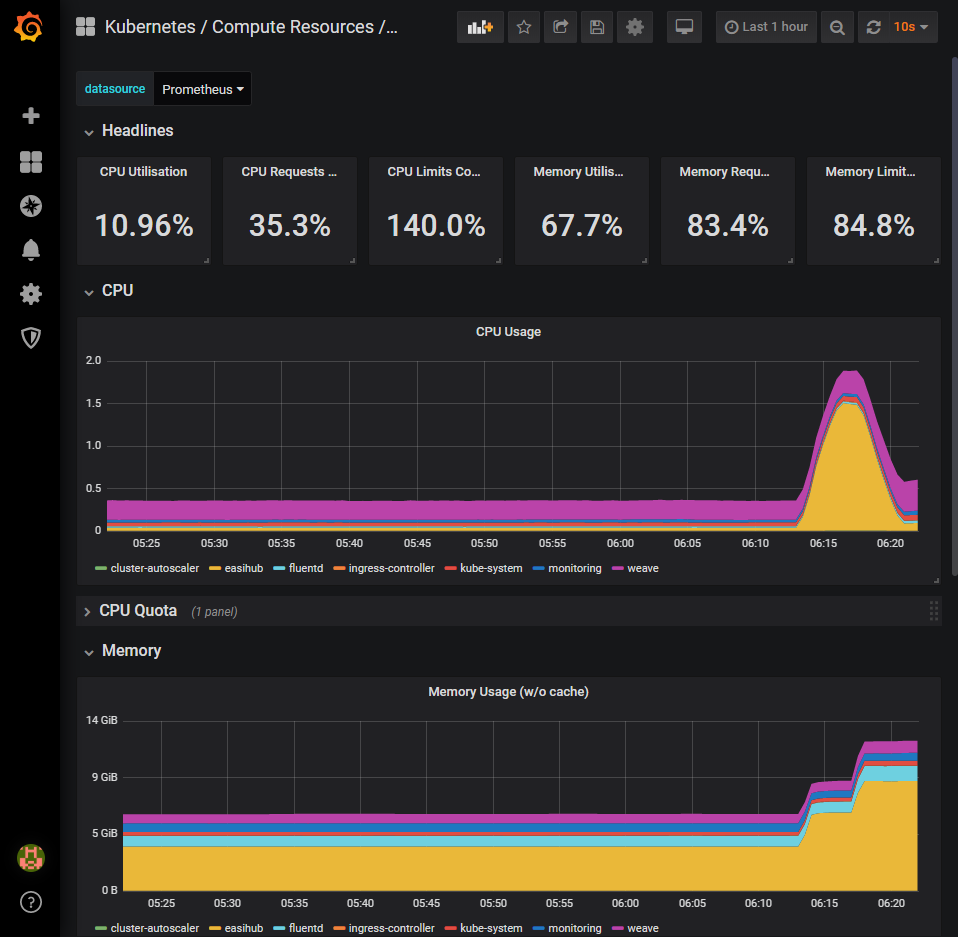 Kubernetes / Compute Resources /...
Last 1 hour
10s
datasource Prometheus
Headlines
CPU Utilisation
10.96%
CPU Requests ...
35.3%
CPU Limits Co...
140.0%
Memory Utilis...
67.7%
Memory Requ...
83.4%
Memory Limit...
84.8%
CPU
CPU Usage
2.0
1.5
1.0
0.5
0
05:25 05:30 05:35 05:40 05:45 05:50 05:55 06:00 06:05 06:10 06:15 06:20
cluster-autoscaler easihub fluentd ingress-controller kube-system monitoring weave
CPU Quota (1 panel)
Memory
Memory Usage (w/o cache)
14 GiB
9 GiB
5 GiB
0 B
05:25 05:30 05:35 05:40 05:45 05:50 05:55 06:00 06:05 06:10 06:15 06:20
cluster-autoscaler easihub fluentd ingress-controller kube-system monitoring weave
?